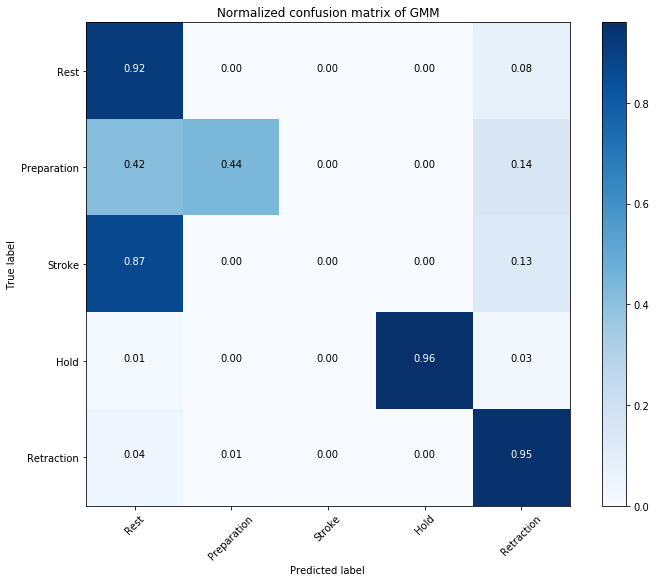 Normalized confusion matrix of GMM
True label
Rest 0.92 0.00 0.00 0.00 0.08
Preparation 0.42 0.44 0.00 0.00 0.14
Stroke 0.87 0.00 0.00 0.00 0.13
Hold 0.01 0.00 0.00 0.96 0.03
Retraction 0.04 0.01 0.00 0.00 0.95
Rest Preparation Stroke Hold Retraction
Predicted label
0.8
0.6
0.4
0.2
0.0